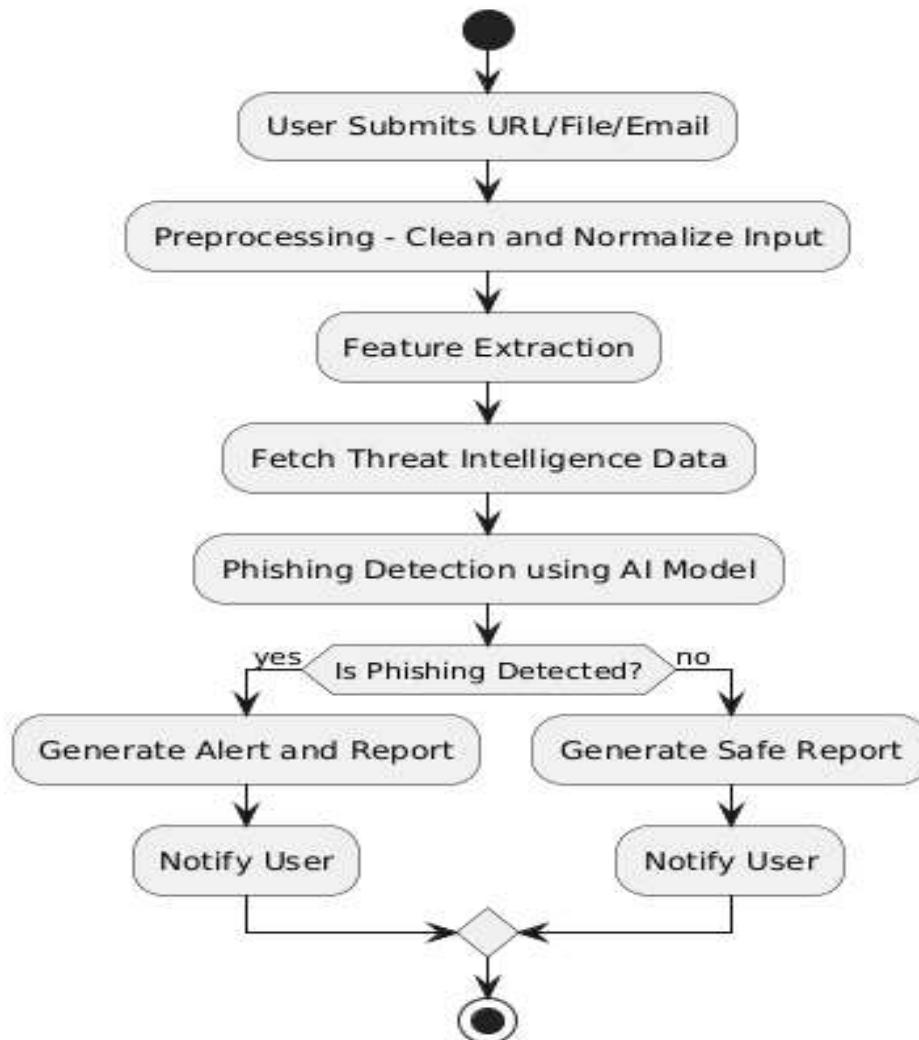 User Submits URL/File/Email
Preprocessing - Clean and Normalize Input
Feature Extraction
Fetch Threat Intelligence Data
Phishing Detection using AI Model
yes
Is Phishing Detected?
no
Generate Alert and Report
Generate Safe Report
Notify User
Notify User